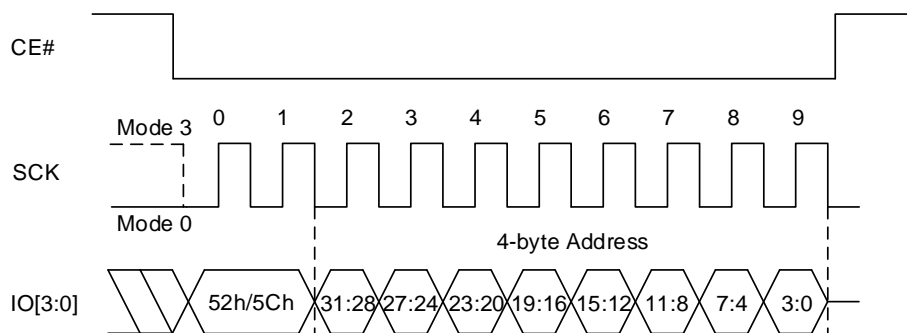 CE#
0 1 2 3 4 5 6 7 8 9
Mode 3
SCK
Mode 0
4-byte Address
IO[3:0] 52h/5Ch 31:28 27:24 23:20 19:16 15:12 11:8 7:4 3:0